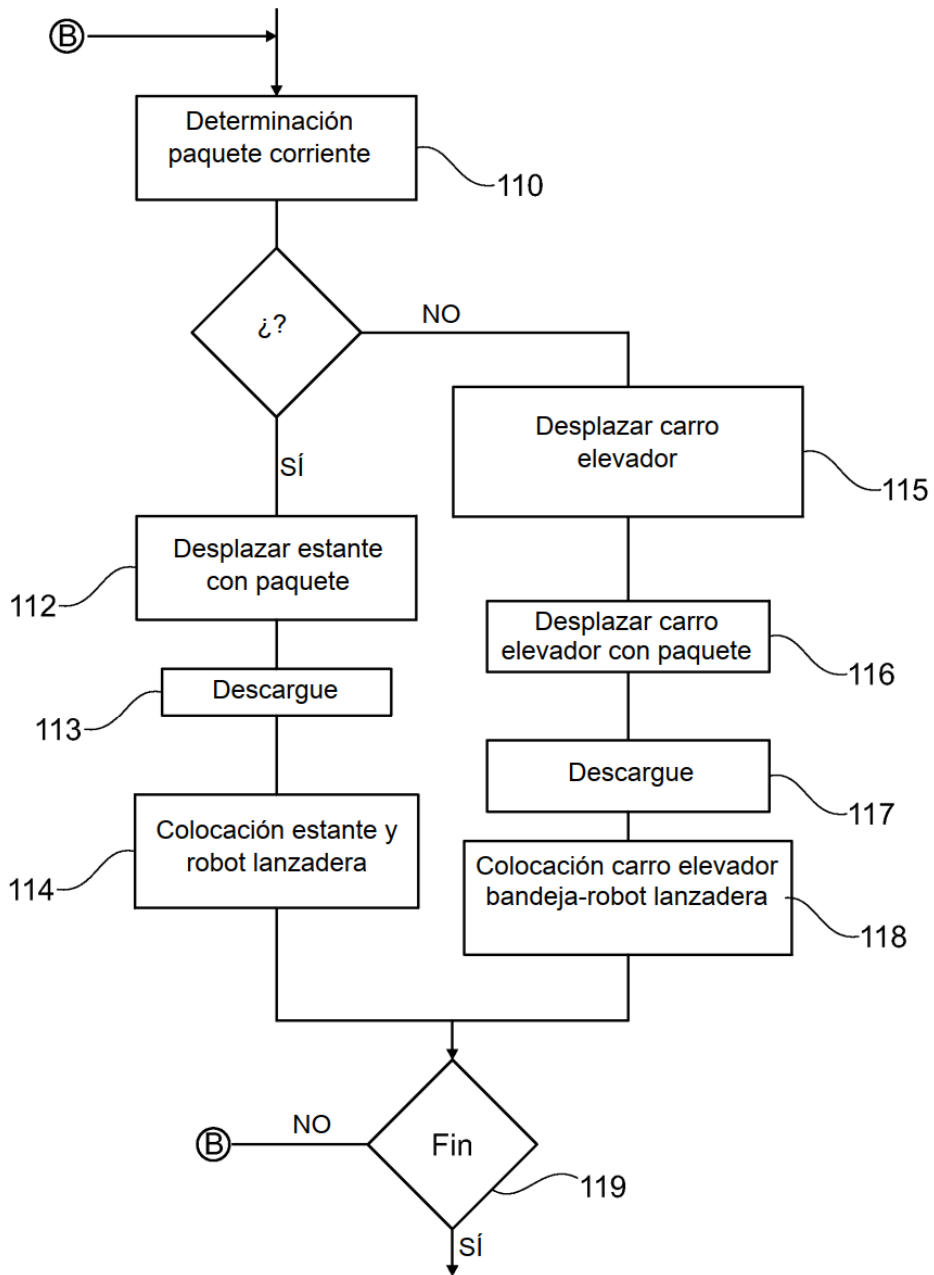 B
Determinación
paquete corriente
110
¿?
NO
SÍ
Desplazar carro
elevador
115
Desplazar estante
con paquete
112
Desplazar carro
elevador con paquete
116
Descargue
113
Descargue
117
Colocación estante y
robot lanzadera
114
Colocación carro elevador
bandeja-robot lanzadera
118
B
NO
Fin
119
SÍ